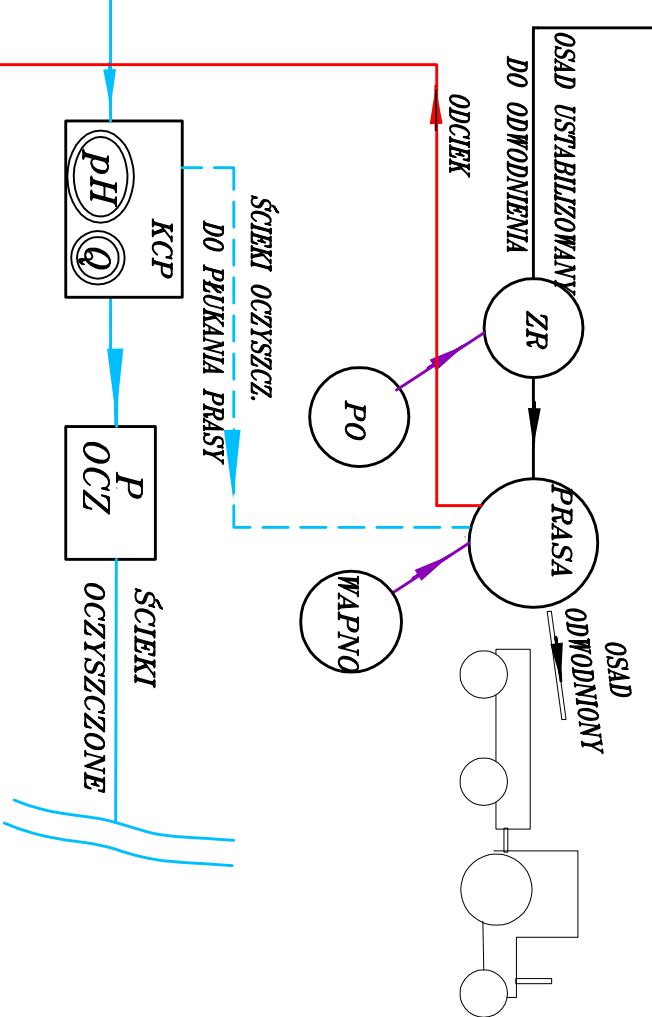 OSAD USTABILIZOWANY
DO ODWODNIENIA
ODCIEK
ZR
PO
PRASA
WAPNO
OSAD
ODWODNIONY
ŚCIEKI OCZYSZCZ.
DO PŁUKANIA PRASY
KCP
pH
Q
P
OCZ
ŚCIEKI
OCZYSZCZONE